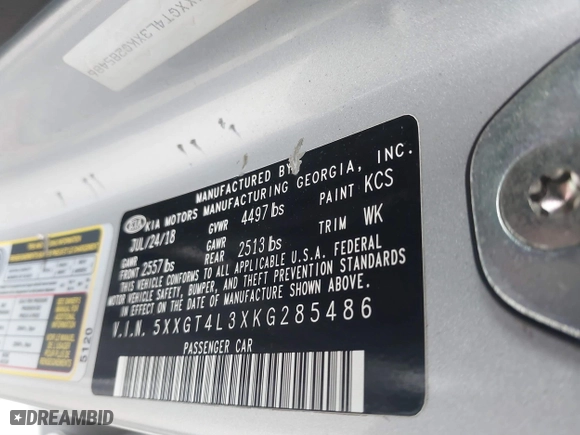 MANUFACTURED BY
KIA KIA MOTORS MANUFACTURING GEORGIA, INC.
JUL/24/18 GVWR 4497lbs PAINT KCS
GAWR FRONT 2557lbs GAWR REAR 2513lbs TRIM WK
THIS VEHICLE CONFORMS TO ALL APPLICABLE U.S.A. FEDERAL
MOTOR VEHICLE SAFETY, BUMPER, AND THEFT PREVENTION STANDARDS
IN EFFECT ON THE DATE OF MANUFACTURE SHOWN ABOVE.
V.I.N. 5XXGT4L3XKG285486
PASSENGER CAR
5120
DREAMBID